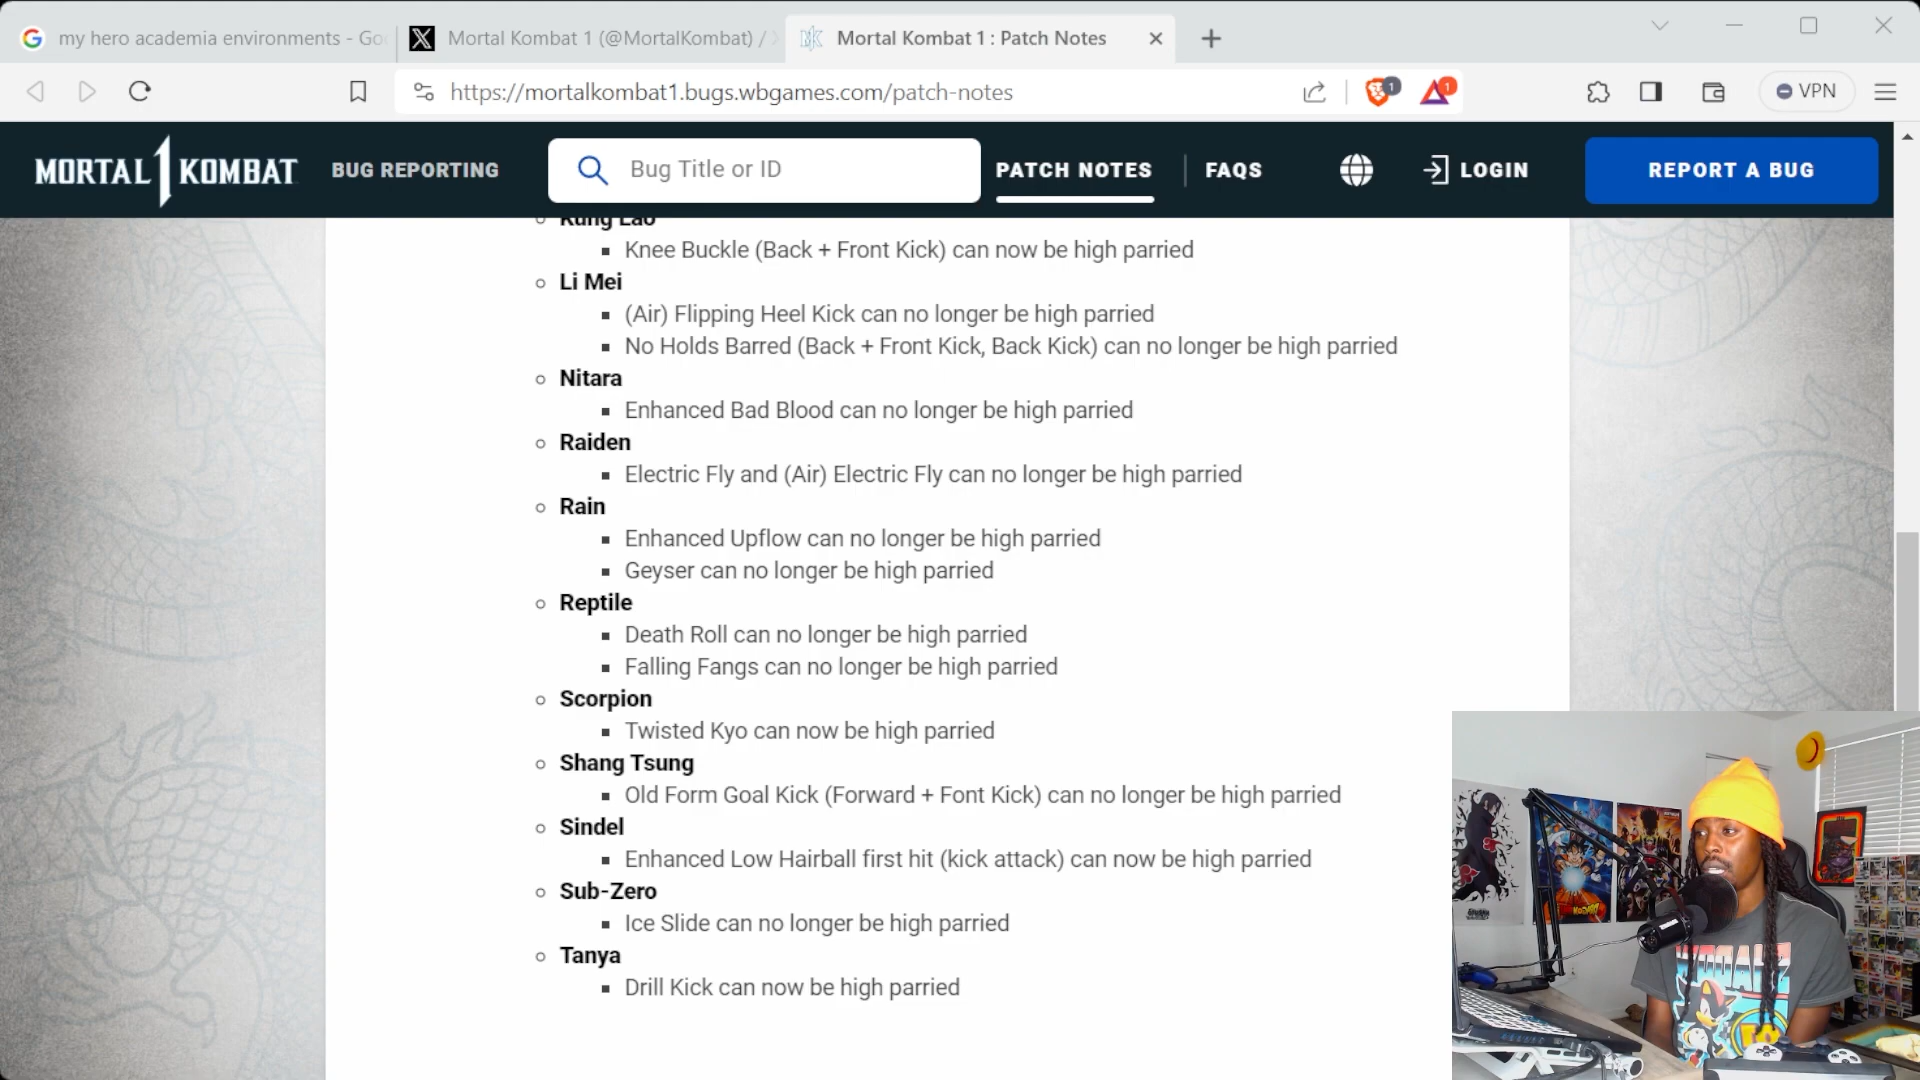 my hero academia environments - Go
Mortal Kombat 1 (@MortalKombat) /
Mortal Kombat 1 : Patch Notes
https://mortalkombat1.bugs.wbgames.com/patch-notes
1
1
VPN
MORTAL 1 KOMBAT
BUG REPORTING
Bug Title or ID
PATCH NOTES
FAQS
LOGIN
REPORT A BUG
Kung Lao
Knee Buckle (Back + Front Kick) can now be high parried
Li Mei
(Air) Flipping Heel Kick can no longer be high parried
No Holds Barred (Back + Front Kick, Back Kick) can no longer be high parried
Nitara
Enhanced Bad Blood can no longer be high parried
Raiden
Electric Fly and (Air) Electric Fly can no longer be high parried
Rain
Enhanced Upflow can no longer be high parried
Geyser can no longer be high parried
Reptile
Death Roll can no longer be high parried
Falling Fangs can no longer be high parried
Scorpion
Twisted Kyo can now be high parried
Shang Tsung
Old Form Goal Kick (Forward + Font Kick) can no longer be high parried
Sindel
Enhanced Low Hairball first hit (kick attack) can now be high parried
Sub-Zero
Ice Slide can no longer be high parried
Tanya
Drill Kick can now be high parried